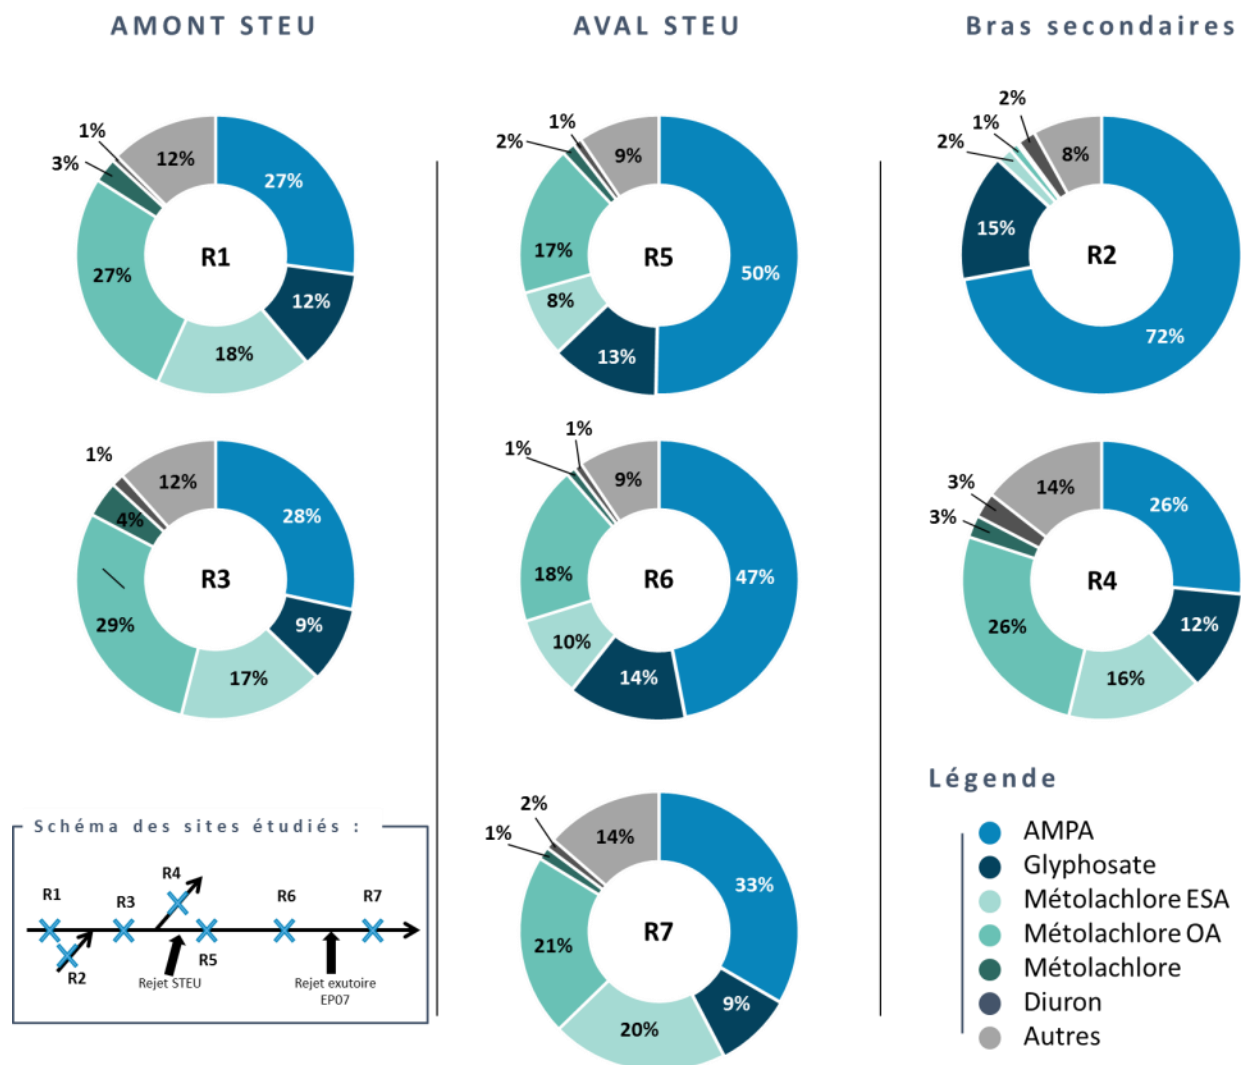 AMONT STEU
AVAL STEU
Bras secondaires
R1
27%
12%
18%
27%
3%
1%
12%
R5
50%
13%
8%
17%
2%
1%
9%
R2
72%
15%
2%
1%
2%
8%
R3
28%
9%
17%
29%
4%
1%
12%
R6
47%
14%
10%
18%
1%
1%
9%
R4
26%
12%
16%
26%
3%
3%
14%
R7
33%
9%
20%
21%
1%
2%
14%
Schéma des sites étudiés :
R1
R2
R3
R4
R5
R6
R7
Rejet STEU
Rejet exutoire
EP07
Légende
AMPA
Glyphosate
Métolachlore ESA
Métolachlore OA
Métolachlore
Diuron
Autres